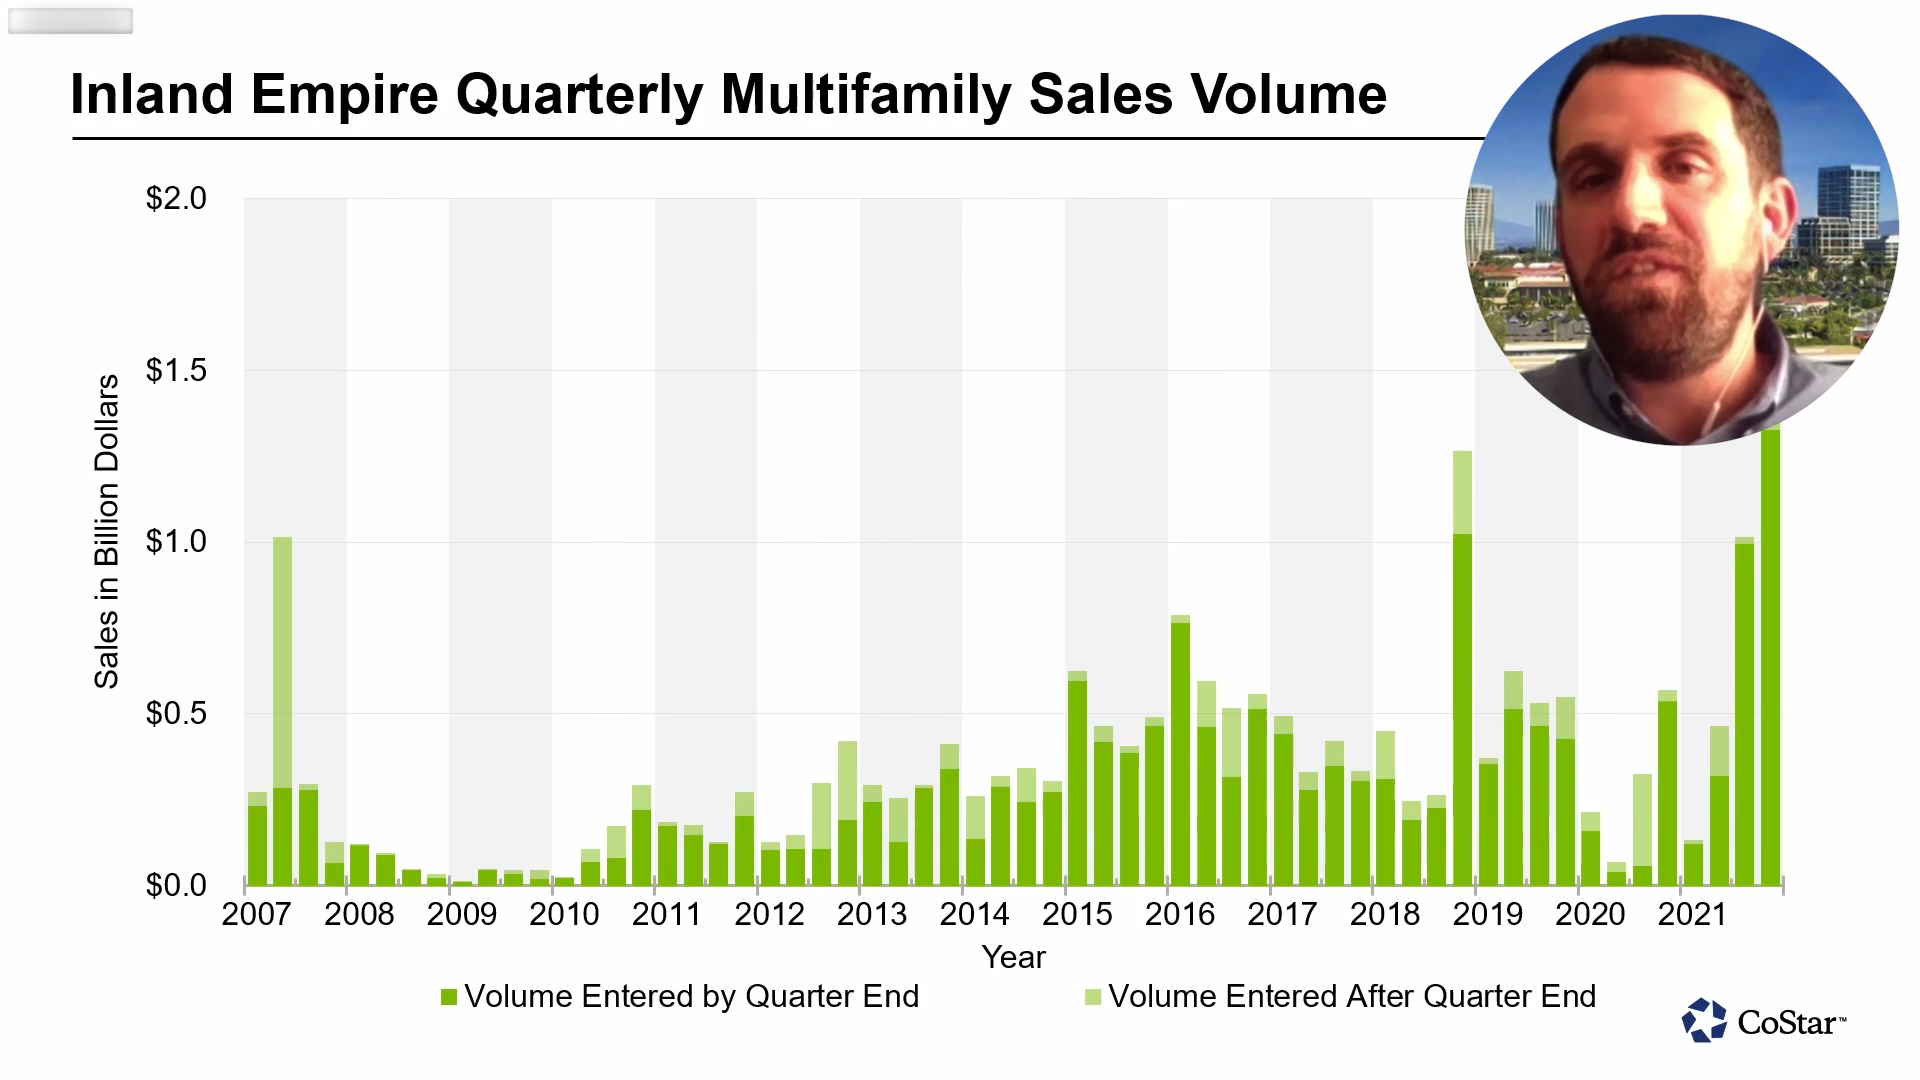 Inland Empire Quarterly Multifamily Sales Volume
$2.0
$1.5
$1.0
$0.5
$0.0
Sales in Billion Dollars
2007 2008 2009 2010 2011 2012 2013 2014 2015 2016 2017 2018 2019 2020 2021
Year
Volume Entered by Quarter End
Volume Entered After Quarter End
CoStar™